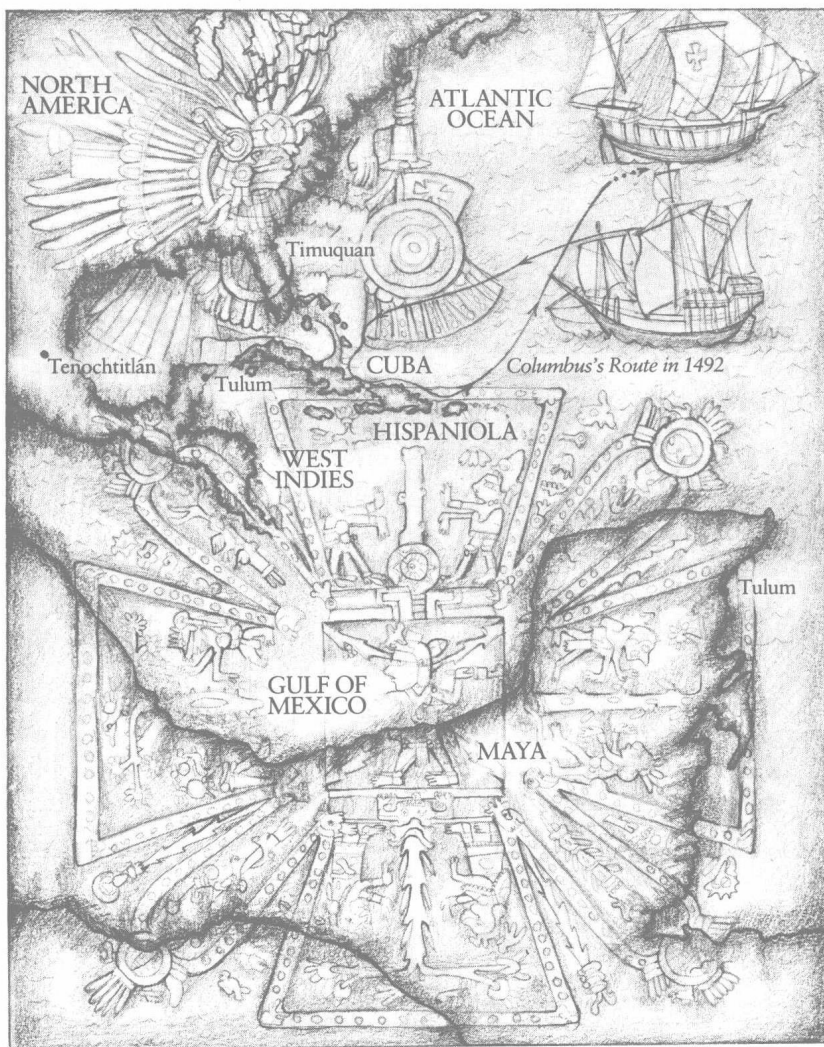 NORTH
AMERICA
ATLANTIC
OCEAN
Timuquan
Tenochtitlán
Tulum
CUBA
Columbus's Route in 1492
HISPANIOLA
WEST
INDIES
Tulum
GULF OF
MEXICO
MAYA